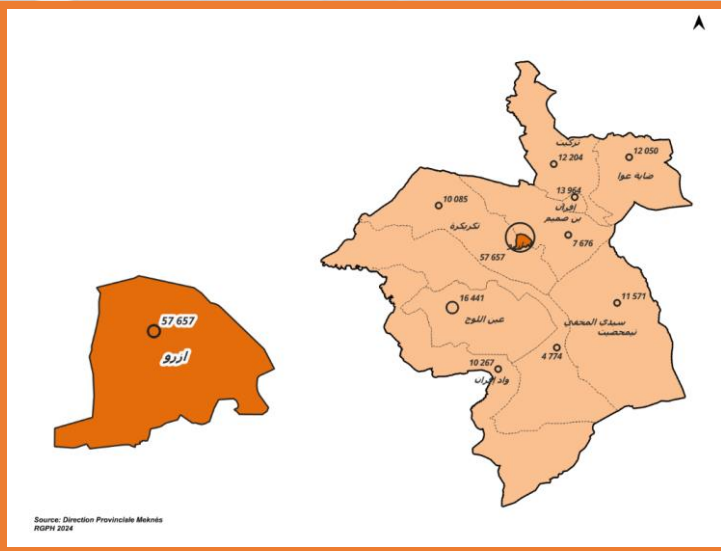 تزكيت
12 204
12 050
ضاية عوا
13 964
إفران
بن صميم
10 085
تكريكرة
7 676
57 657
11 571
سيدي المخفي
تيمحضيت
16 441
عين اللوح
4 774
10 267
واد إفران
57 657
ازرو
Source: Direction Provinciale Meknès
RGPH 2024